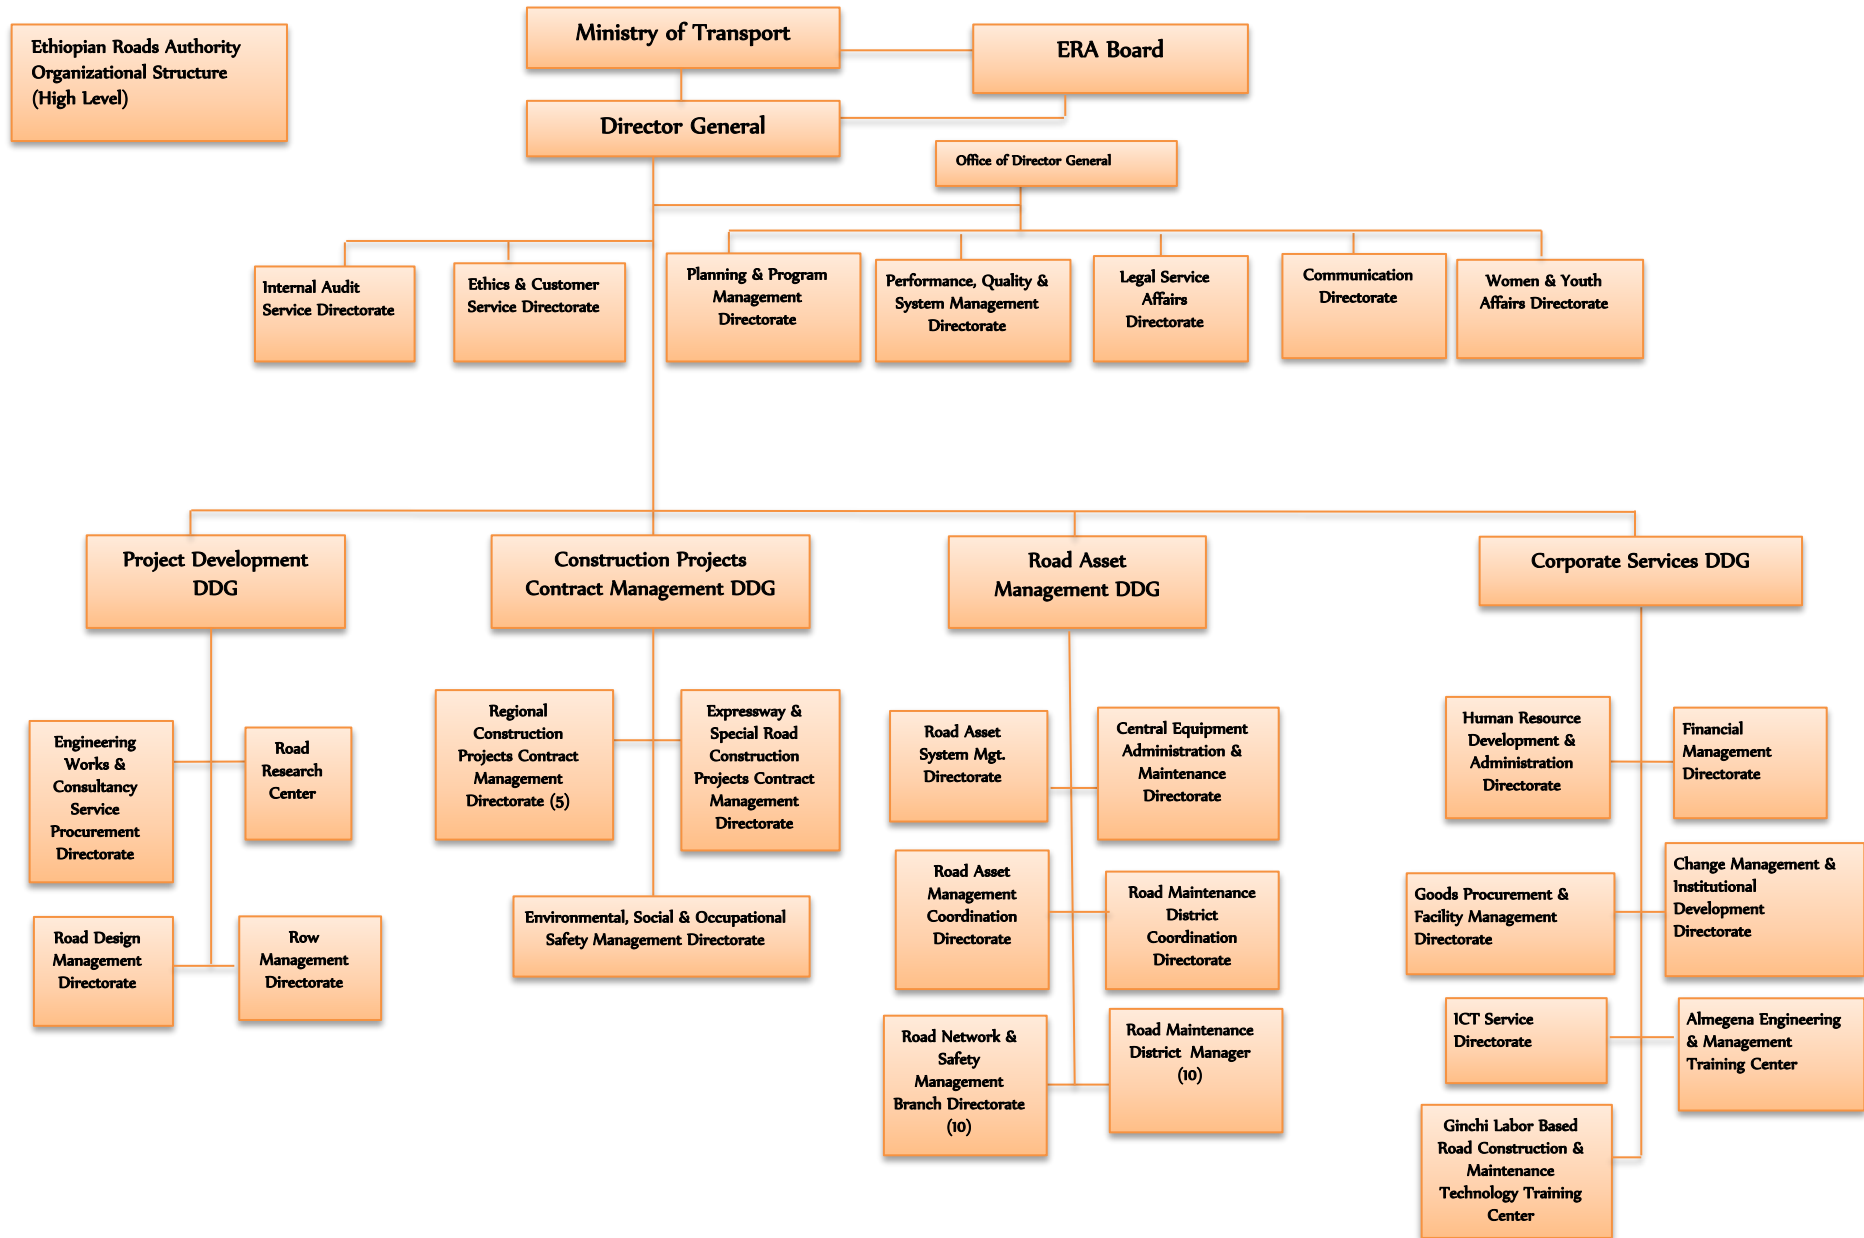 Ethiopian Roads Authority
Organizational Structure
(High Level)
Ministry of Transport
ERA Board
Director General
Office of Director General
Internal Audit
Service Directorate
Ethics & Customer
Service Directorate
Planning & Program
Management
Directorate
Performance, Quality &
System Management
Directorate
Legal Service
Affairs
Directorate
Communication
Directorate
Women & Youth
Affairs Directorate
Project Development
DDG
Construction Projects
Contract Management DDG
Road Asset
Management DDG
Corporate Services DDG
Engineering
Works &
Consultancy
Service
Procurement
Directorate
Road
Research
Center
Road Design
Management
Directorate
Row
Management
Directorate
Regional
Construction
Projects Contract
Management
Directorate (5)
Expressway &
Special Road
Construction
Projects Contract
Management
Directorate
Environmental, Social & Occupational
Safety Management Directorate
Road Asset
System Mgt.
Directorate
Central Equipment
Administration &
Maintenance
Directorate
Road Asset
Management
Coordination
Directorate
Road Maintenance
District
Coordination
Directorate
Road Network &
Safety
Management
Branch Directorate
(10)
Road Maintenance
District Manager
(10)
Human Resource
Development &
Administration
Directorate
Financial
Management
Directorate
Goods Procurement &
Facility Management
Directorate
Change Management &
Institutional
Development
Directorate
ICT Service
Directorate
Almegena Engineering
& Management
Training Center
Ginchi Labor Based
Road Construction &
Maintenance
Technology Training
Center